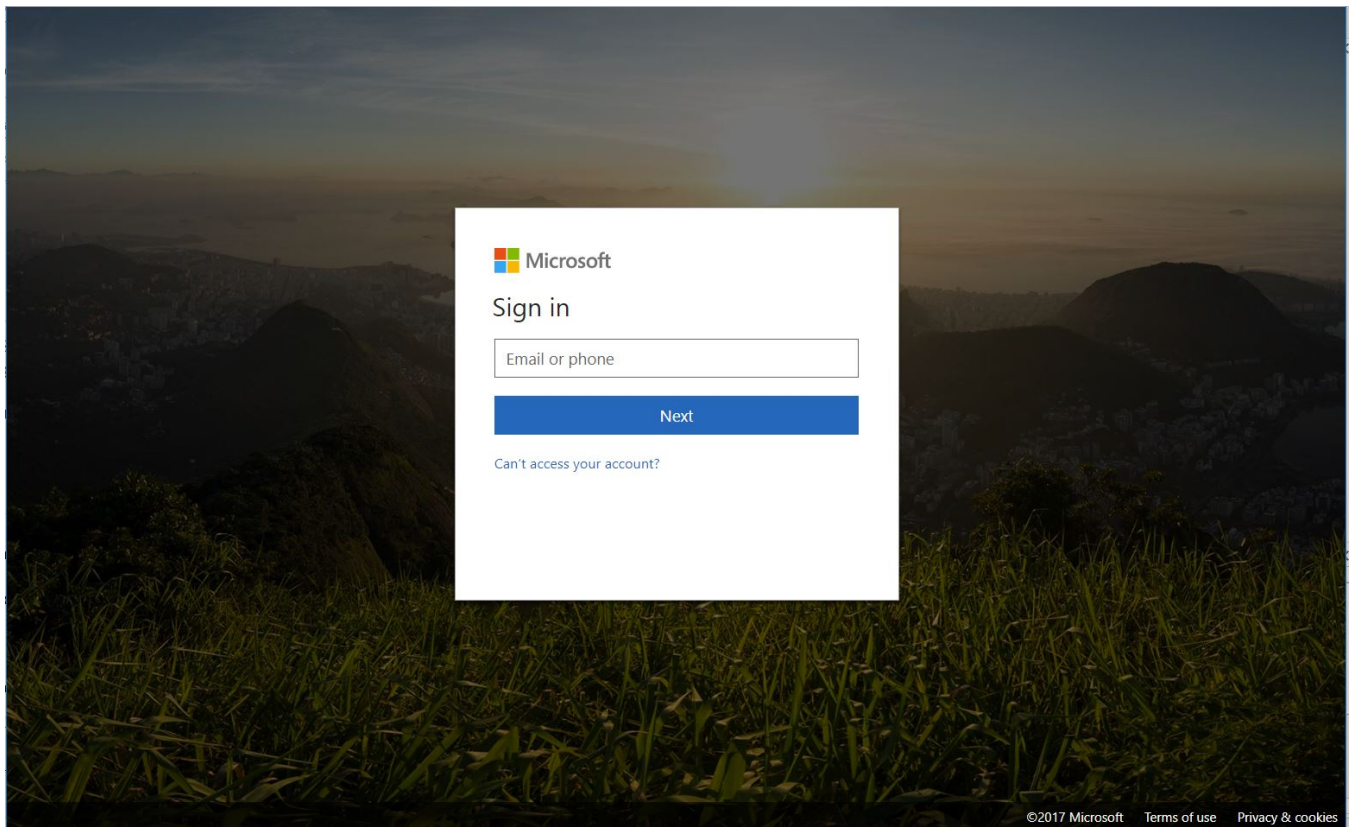 Microsoft
Sign in
Email or phone
Next
Can't access your account?
©2017 Microsoft Terms of use Privacy & cookies